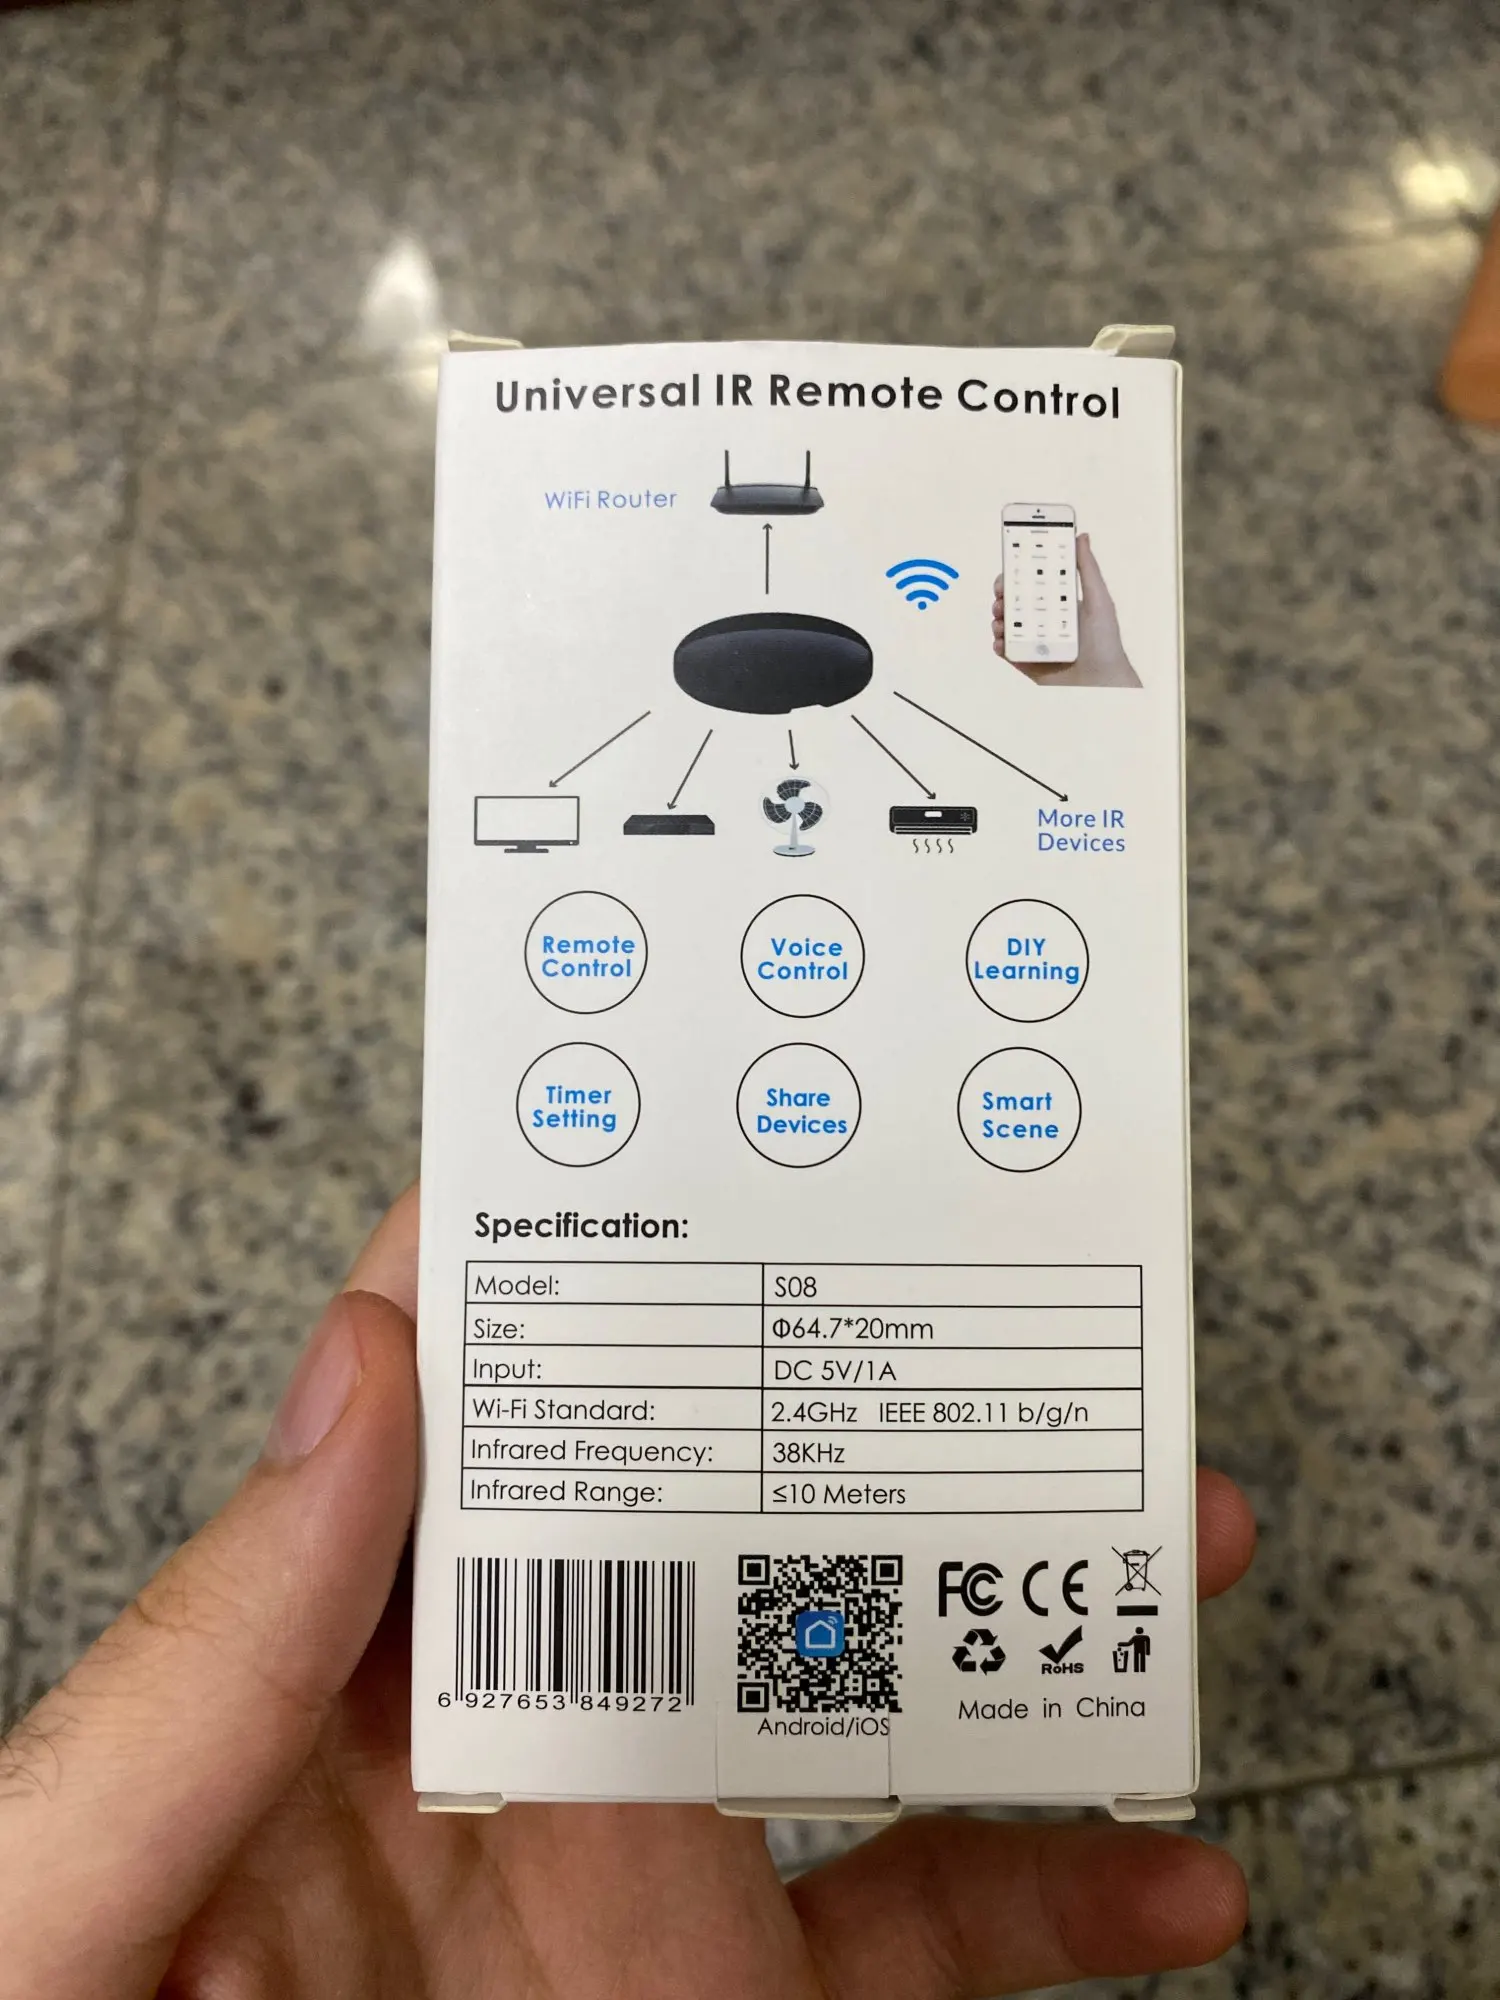 Universal IR Remote Control
WiFi Router
More IR
Devices
Remote
Control
Voice
Control
DIY
Learning
Timer
Setting
Share
Devices
Smart
Scene
Specification:
Model: S08
Size: Φ64.7*20mm
Input: DC 5V/1A
Wi-Fi Standard: 2.4GHz IEEE 802.11 b/g/n
Infrared Frequency: 38KHz
Infrared Range: ≤10 Meters
FC CE
RoHS
6 927653 849272
Android/iOS
Made in China